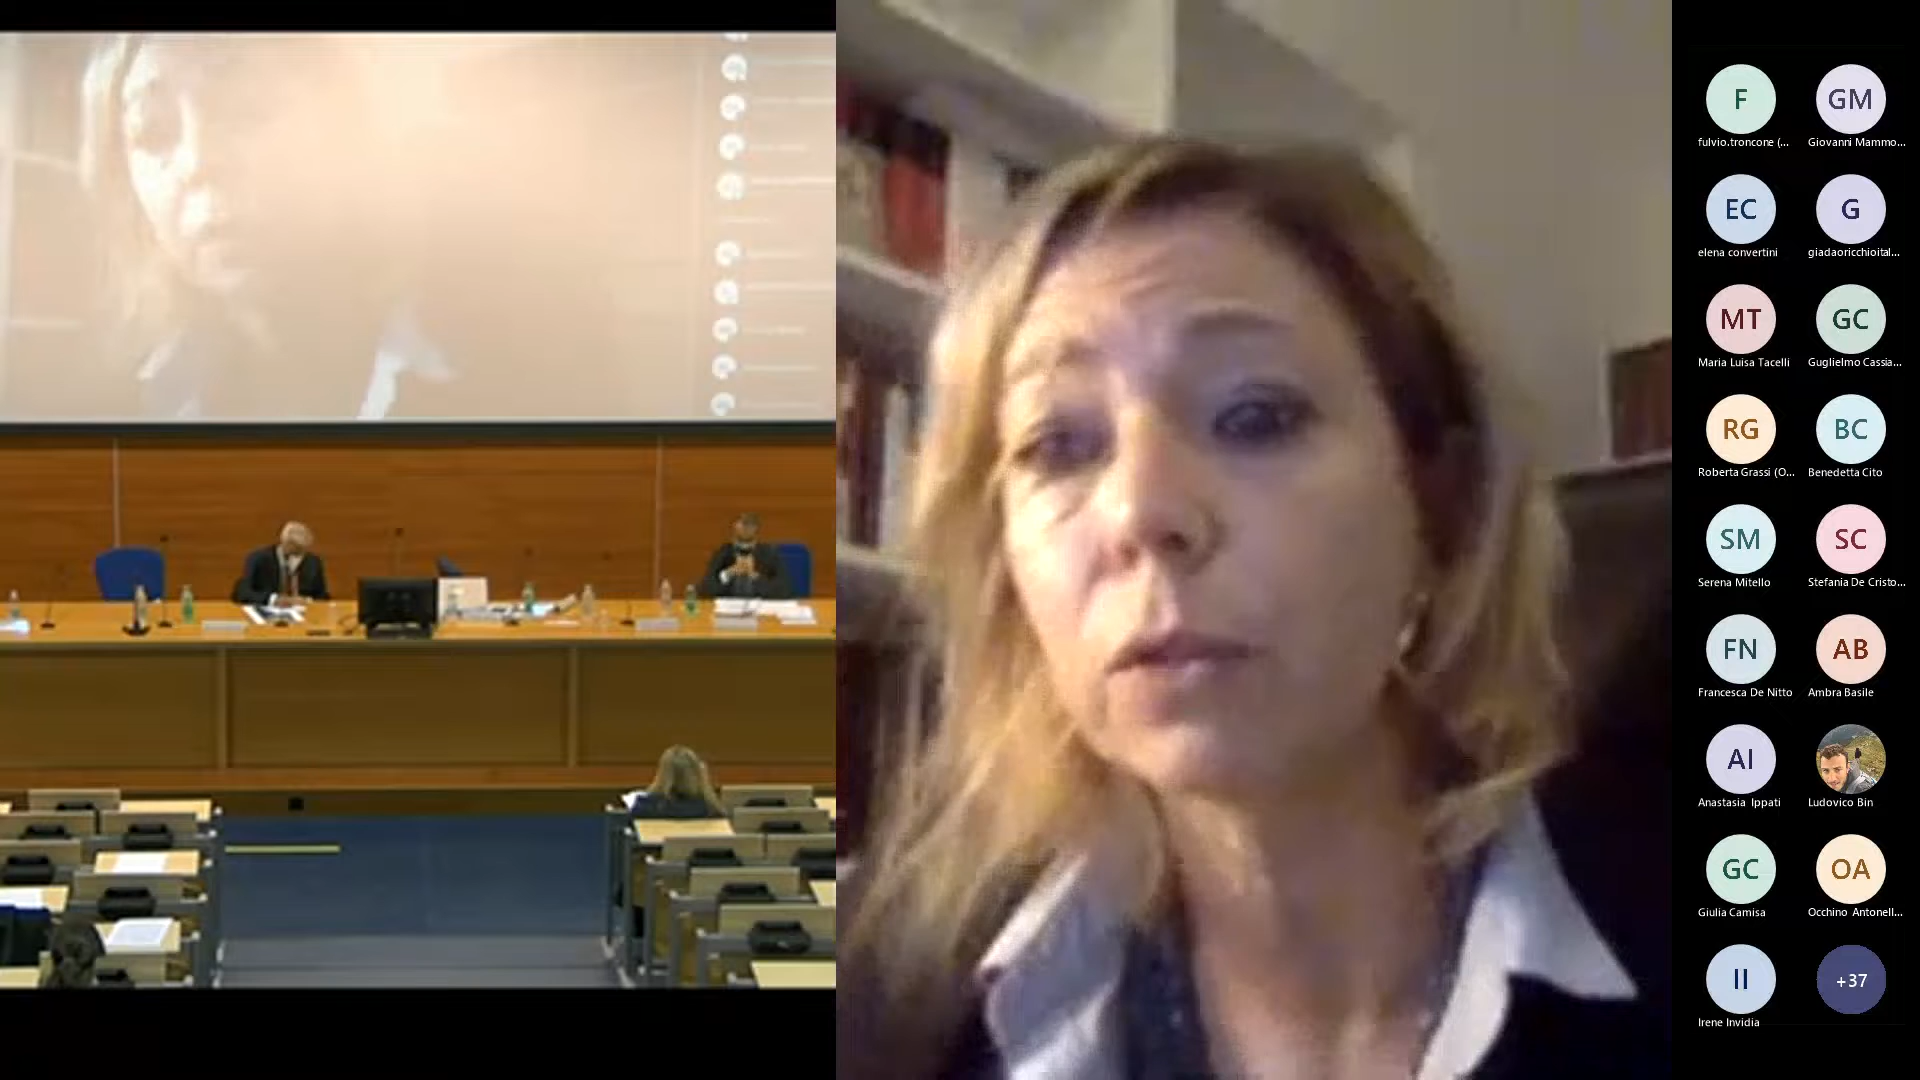 F
GM
fulvio.troncone (...
Giovanni Mammo...
EC
G
elena convertini
giadaoricchioital...
MT
GC
Maria Luisa Tacelli
Guglielmo Cassia...
RG
BC
Roberta Grassi (O...
Benedetta Cito
SM
SC
Serena Mitello
Stefania De Cristo...
FN
AB
Francesca De Nitto
Ambra Basile
AI
Anastasia Ippati
Ludovico Bin
GC
OA
Giulia Camisa
Occhino Antonell...
II
+37
Irene Invidia